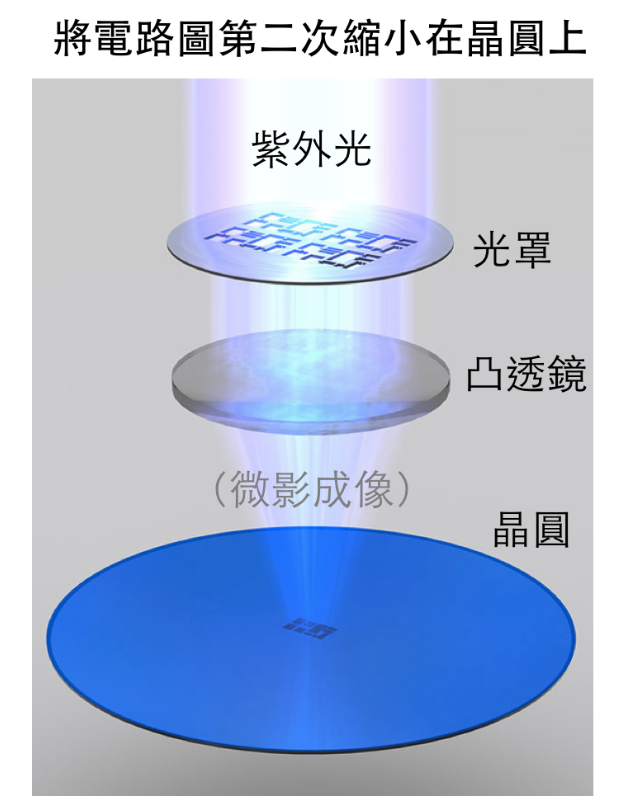 將電路圖第二次縮小在晶圓上
紫外光
光罩
凸透鏡
（微影成像）
晶圓